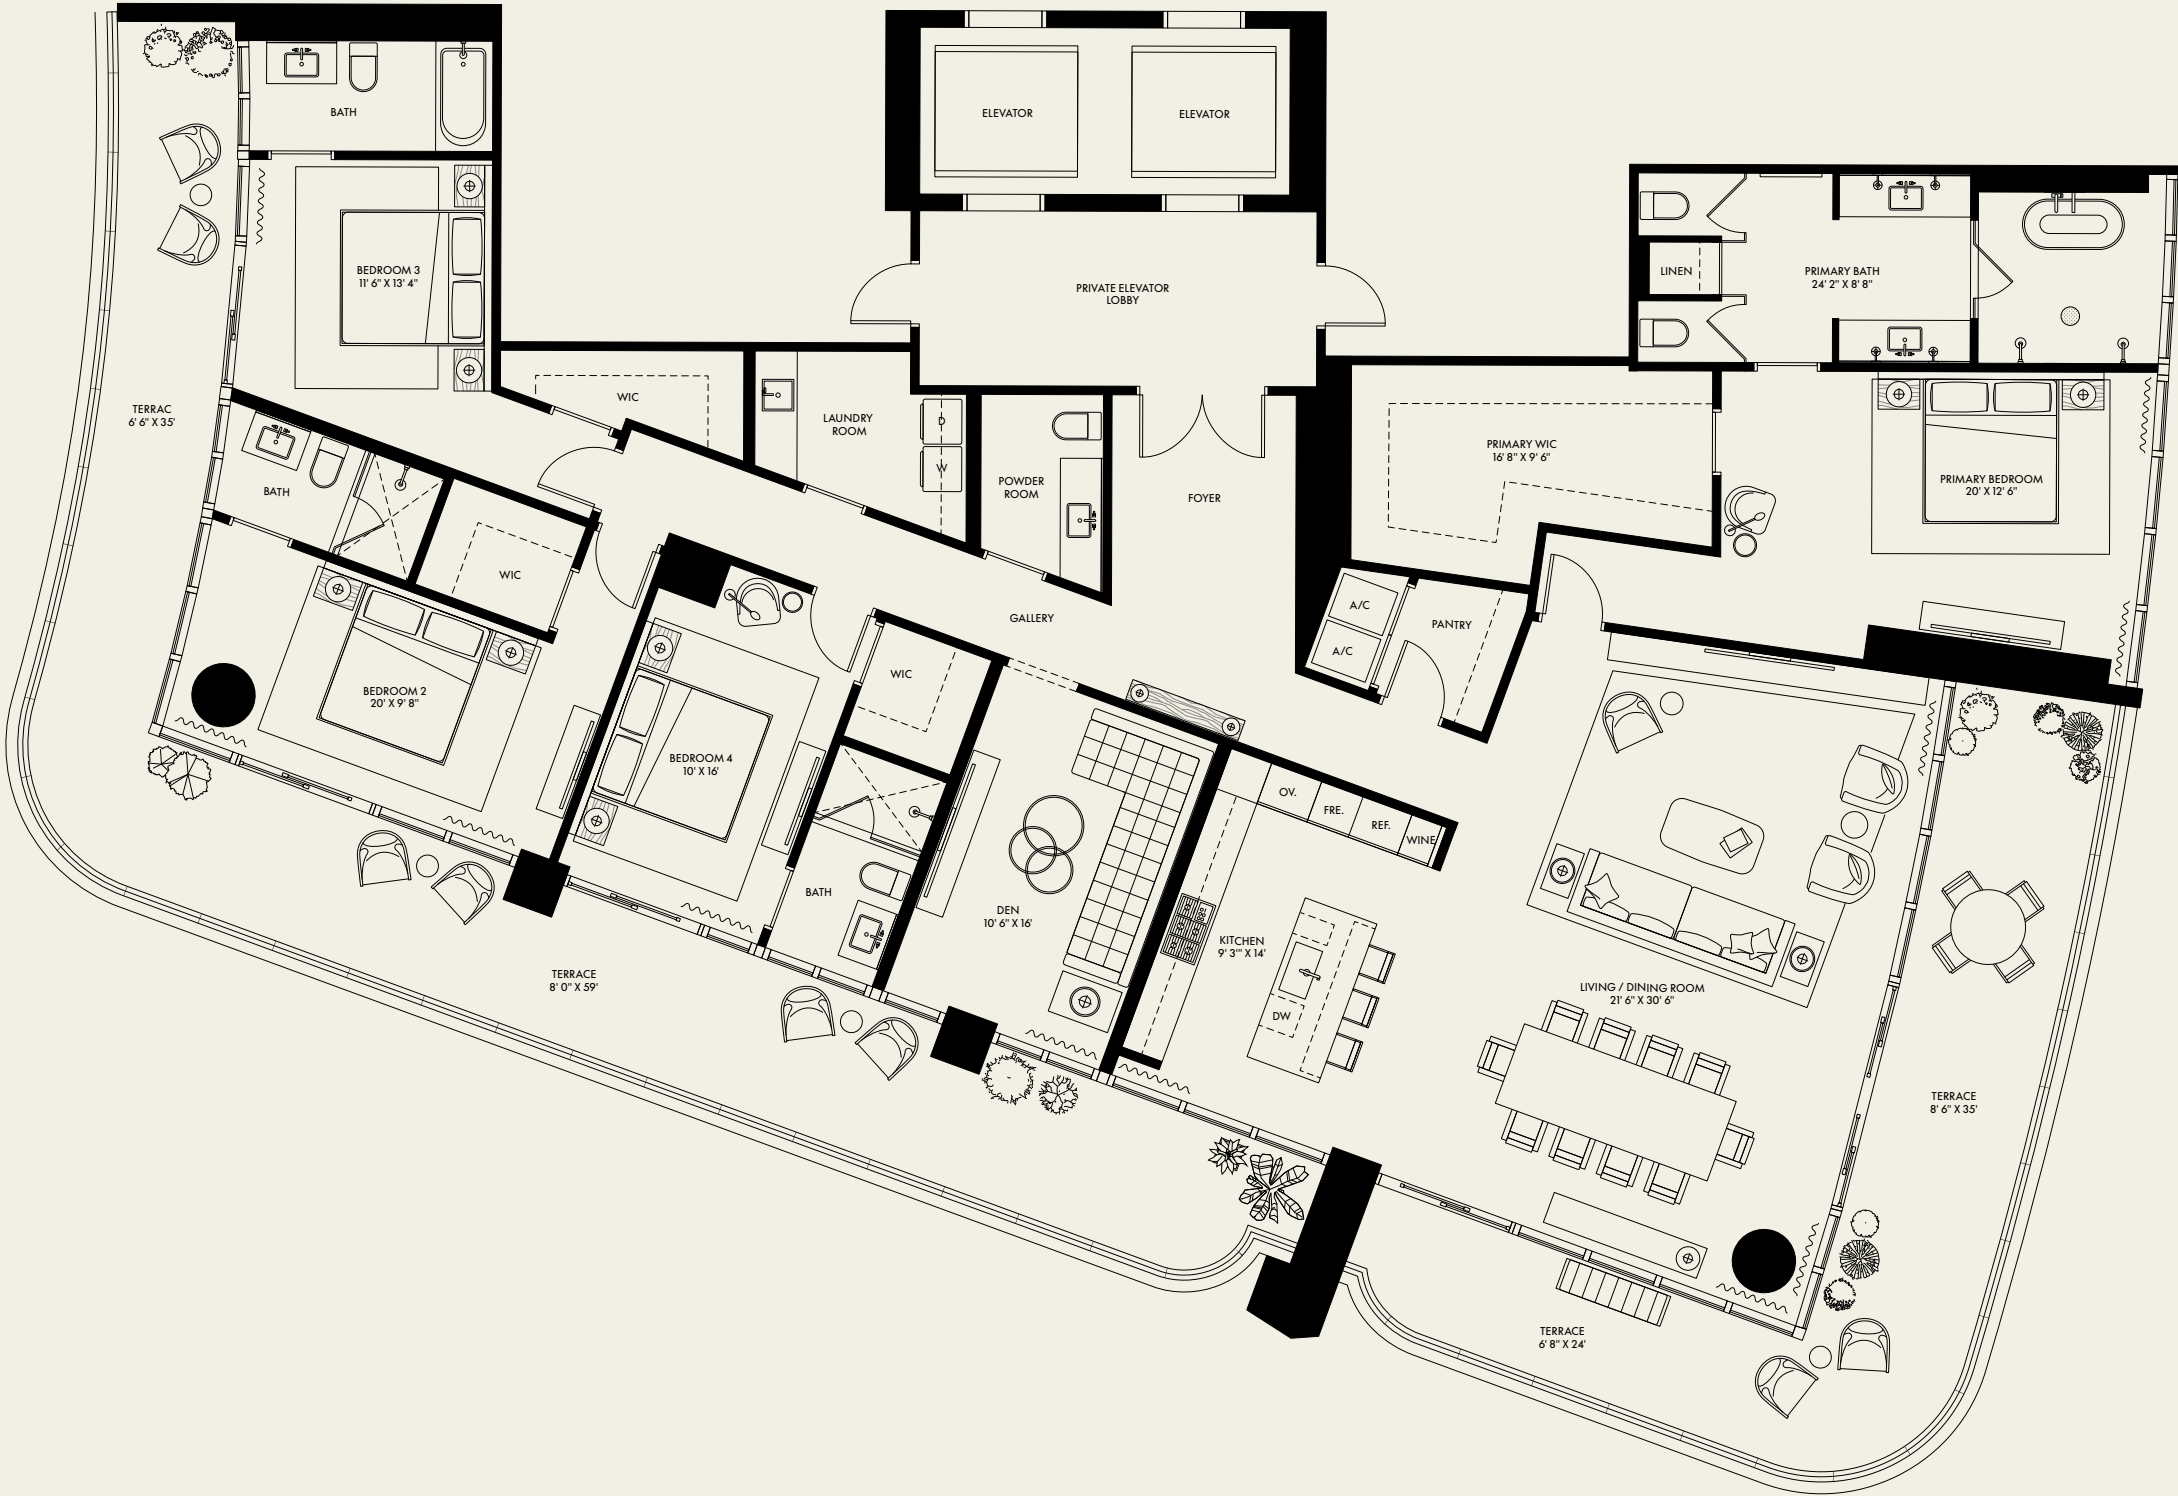 BATH
ELEVATOR
ELEVATOR
BEDROOM 3
11' 6" X 13' 4"
PRIVATE ELEVATOR
LOBBY
LINEN
PRIMARY BATH
24' 2" X 8' 8"
TERRAC
6' 6" X 35'
WIC
LAUNDRY
ROOM
D
W
POWDER
ROOM
FOYER
PRIMARY WIC
16' 8" X 9' 6"
PRIMARY BEDROOM
20' X 12' 6"
BATH
WIC
GALLERY
A/C
A/C
PANTRY
BEDROOM 2
20' X 9' 8"
WIC
BEDROOM 4
10' X 16'
OV.
FRE.
REF.
WINE
BATH
DEN
10' 6" X 16'
KITCHEN
9' 3'" X 14'
DW
TERRACE
8' 0" X 59'
LIVING / DINING ROOM
21' 6" X 30' 6"
TERRACE
8' 6" X 35'
TERRACE
6' 8" X 24'